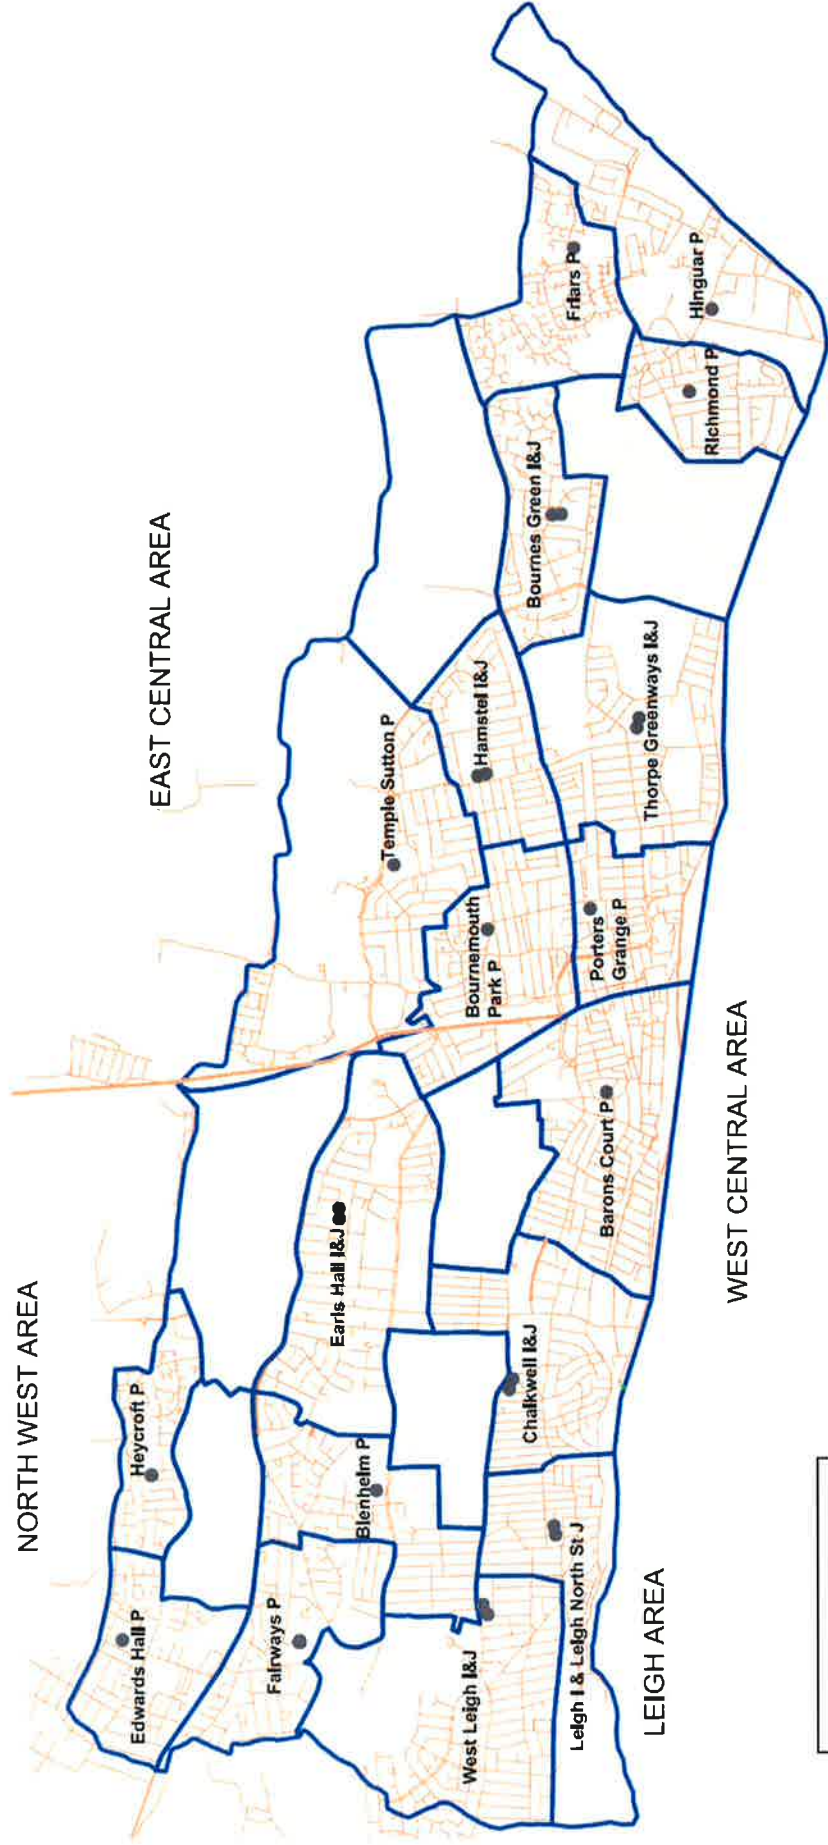 NORTH WEST AREA
EAST CENTRAL AREA
Edwards Hall P
Heycroft P
Fairways P
Blenhelm P
Earls Hall I&J
Temple Sutton P
Bournemouth
Park P
Hamstel I&J
Bournes Green I&J
Friars P
Hinguar P
Richmond P
West Leigh I&J
Leigh I & Leigh North St J
Chalkwell I&J
Barons Court P
Porters
Grange P
Thorpe Greenways I&J
LEIGH AREA
WEST CENTRAL AREA